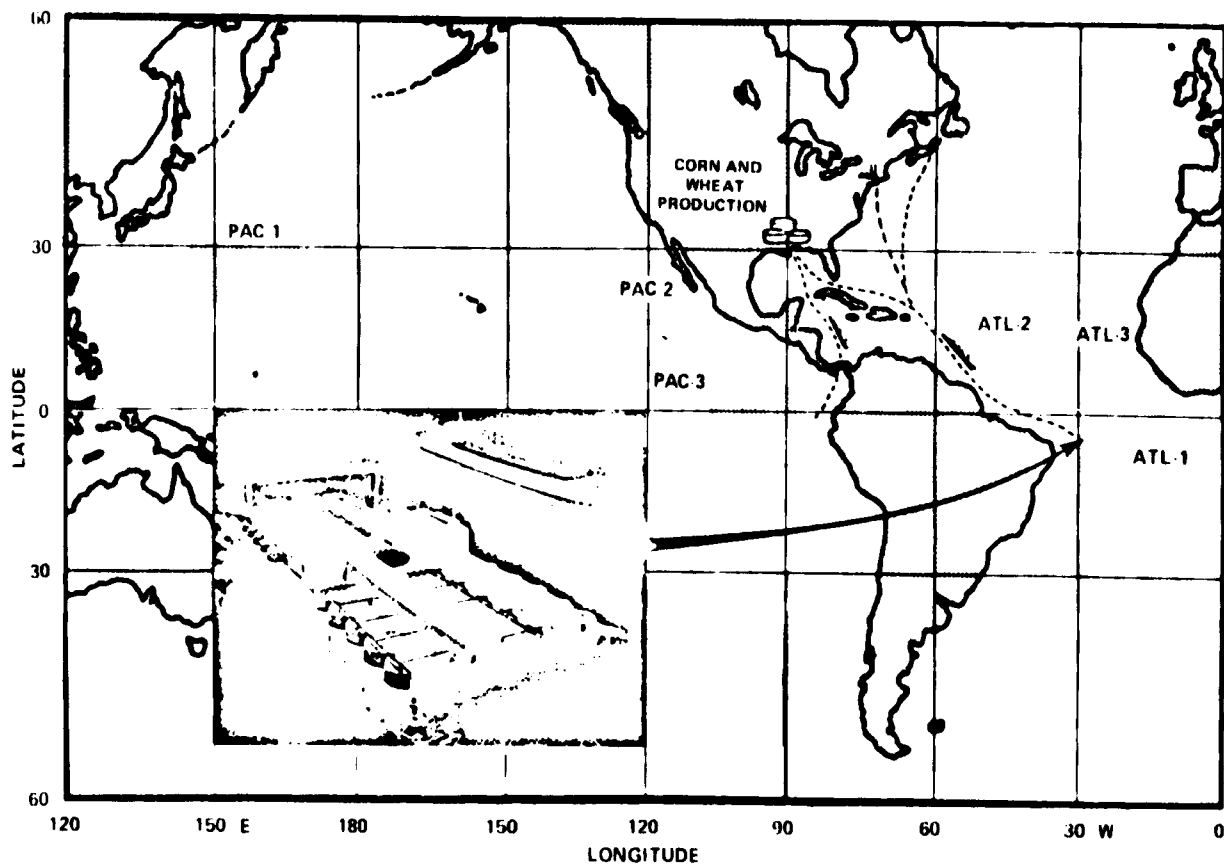 60
CORN AND
WHEAT
PRODUCTION
PAC 1
30
PAC 2
ATL-2
ATL-3
PAC-3
LATITUDE
0
ATL-1
30
60
120
150 E
180
150
120
90
60
30 W
0
LONGITUDE